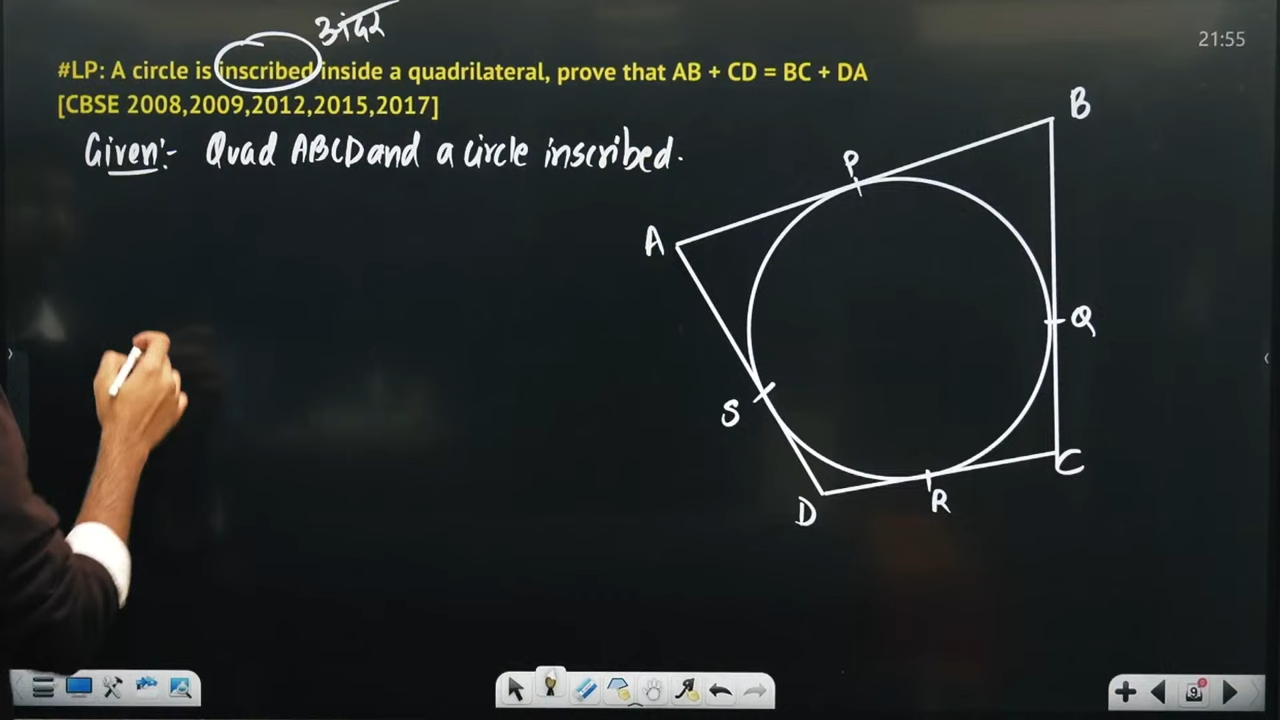 अंदर
21:55
#LP: A circle is inscribed inside a quadrilateral, prove that AB + CD = BC + DA
[CBSE 2008,2009,2012,2015,2017]
Given:- Quad ABCD and a circle inscribed.
B
P
A
Q
S
C
D
R
9